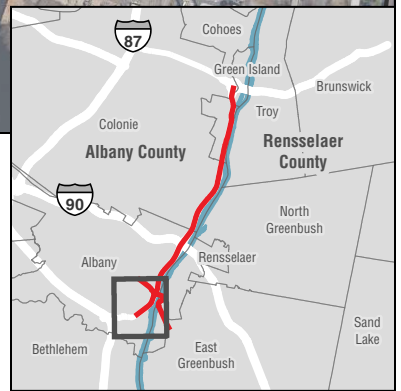 Cohoes
87
Green Island
Brunswick
Troy
Colonie
Albany County
Rensselaer
County
90
North
Greenbush
Albany
Rensselaer
Sand
Lake
Bethlehem
East
Greenbush